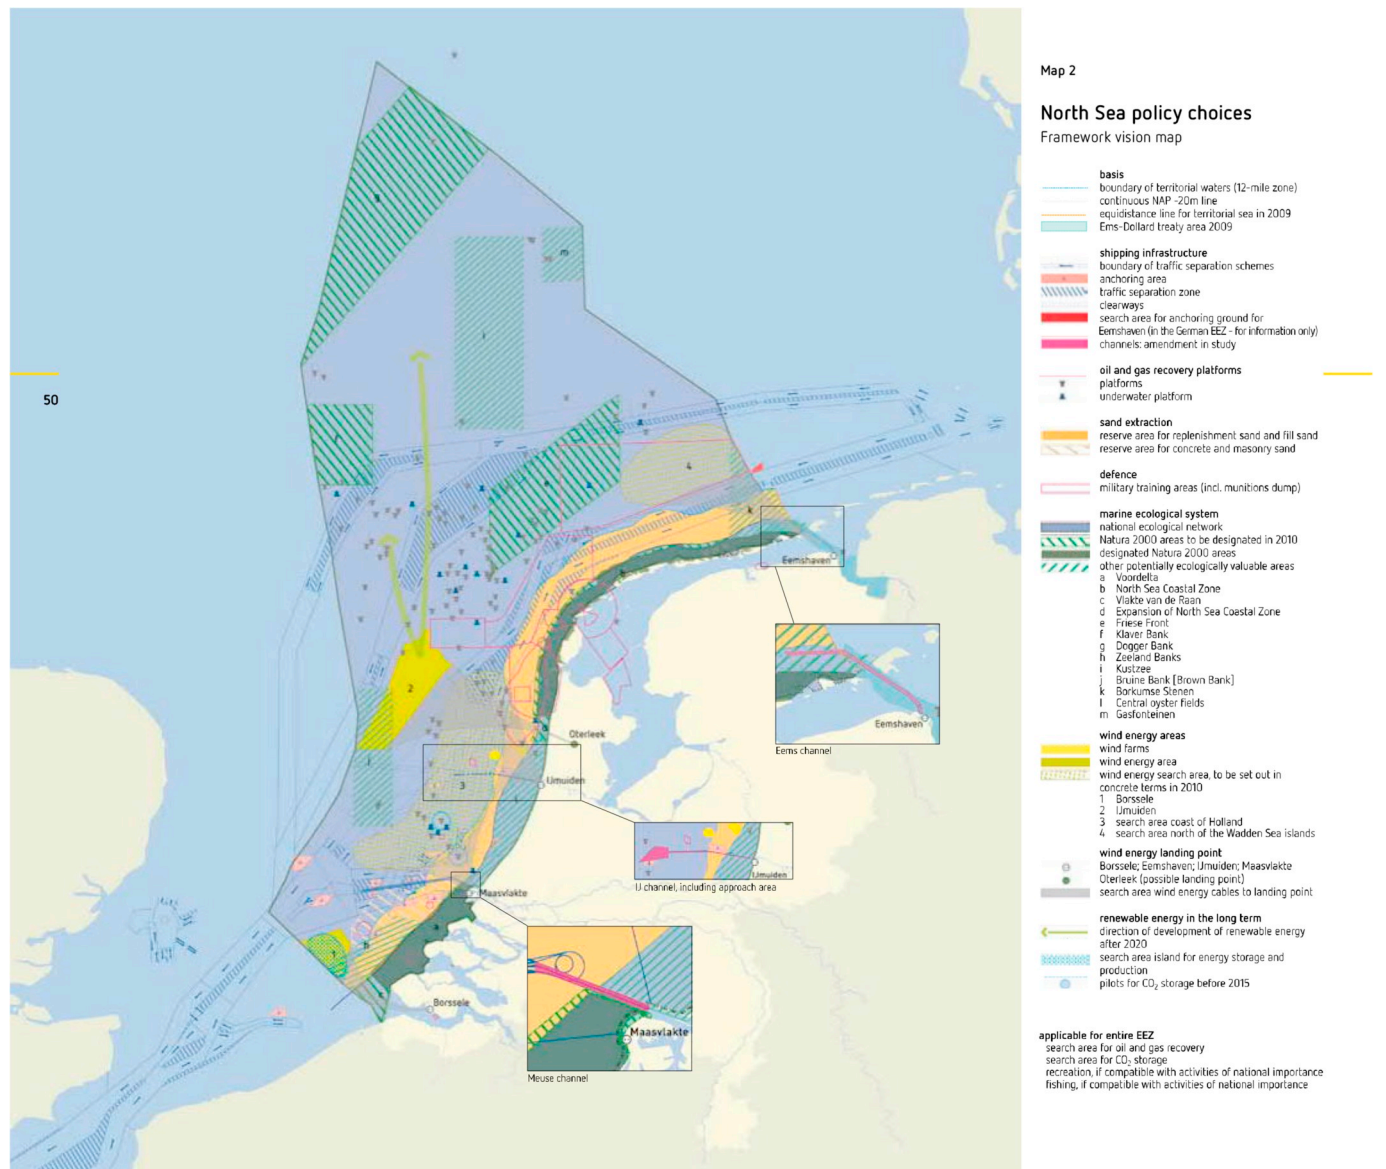 50
g
m
l
f
e
4
k
b
2
j
3
i
1
h
a
c
Eemshaven
Oterleek
IJmuiden
Maasvlakte
Borssele
Eemshaven
Eems channel
IJmuiden
IJ channel, including approach area
Maasvlakte
Meuse channel
Map 2
North Sea policy choices
Framework vision map
basis
boundary of territorial waters (12-mile zone)
continuous NAP -20m line
equidistance line for territorial sea in 2009
Ems-Dollard treaty area 2009
shipping infrastructure
boundary of traffic separation schemes
anchoring area
traffic separation zone
clearways
search area for anchoring ground for
Eemshaven (in the German EEZ - for information only)
channels: amendment in study
oil and gas recovery platforms
platforms
underwater platform
sand extraction
reserve area for replenishment sand and fill sand
reserve area for concrete and masonry sand
defence
military training areas (incl. munitions dump)
marine ecological system
national ecological network
Natura 2000 areas to be designated in 2010
designated Natura 2000 areas
other potentially ecologically valuable areas
a Voordelta
b North Sea Coastal Zone
c Vlakte van de Raan
d Expansion of North Sea Coastal Zone
e Friese Front
f Klaver Bank
g Dogger Bank
h Zeeland Banks
i Kustzee
j Bruine Bank [Brown Bank]
k Borkumse Stenen
l Central oyster fields
m Gasfonteinen
wind energy areas
wind farms
wind energy area
wind energy search area, to be set out in
concrete terms in 2010
1 Borssele
2 IJmuiden
3 search area coast of Holland
4 search area north of the Wadden Sea islands
wind energy landing point
Borssele; Eemshaven; IJmuiden; Maasvlakte
Oterleek (possible landing point)
search area wind energy cables to landing point
renewable energy in the long term
direction of development of renewable energy
after 2020
search area island for energy storage and
production
pilots for CO₂ storage before 2015
applicable for entire EEZ
search area for oil and gas recovery
search area for CO₂ storage
recreation, if compatible with activities of national importance
fishing, if compatible with activities of national importance